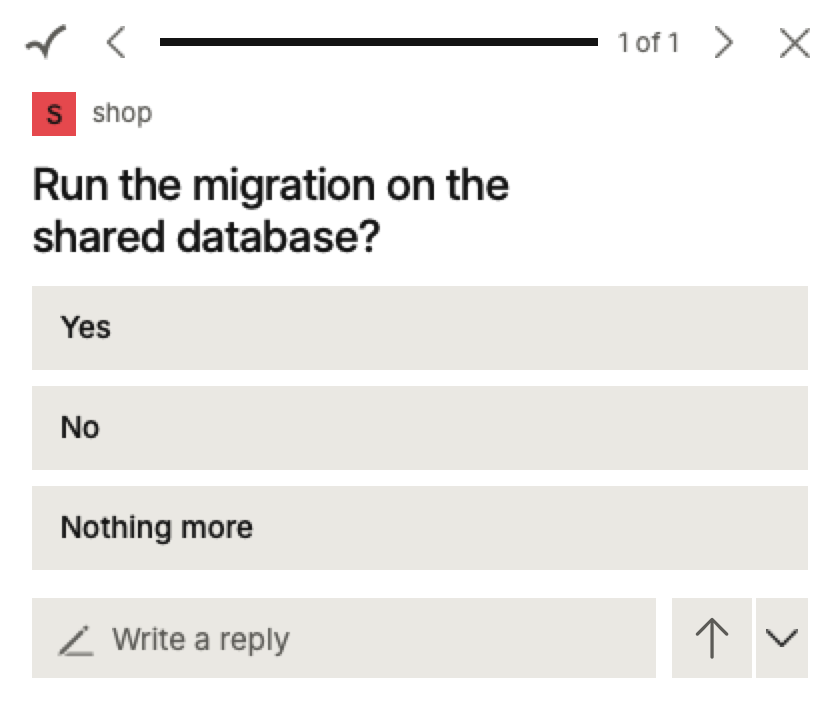 1 of 1
S shop
Run the migration on the
shared database?
Yes
No
Nothing more
Write a reply